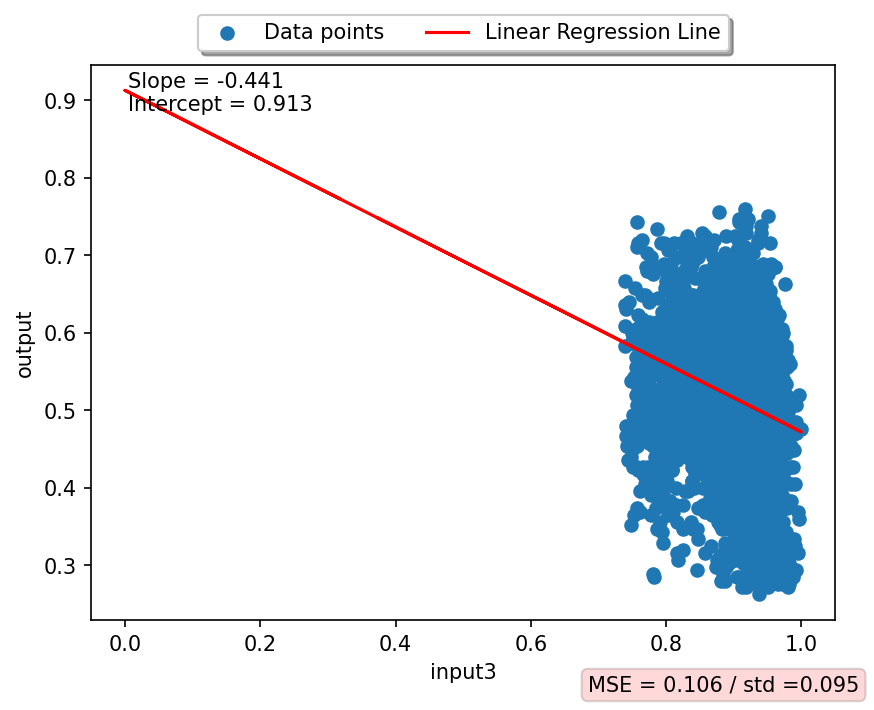 Data points
Linear Regression Line
Slope = -0.441
Intercept = 0.913
0.9
0.8
0.7
0.6
0.5
0.4
0.3
output
0.0
0.2
0.4
0.6
0.8
1.0
input3
MSE = 0.106 / std =0.095